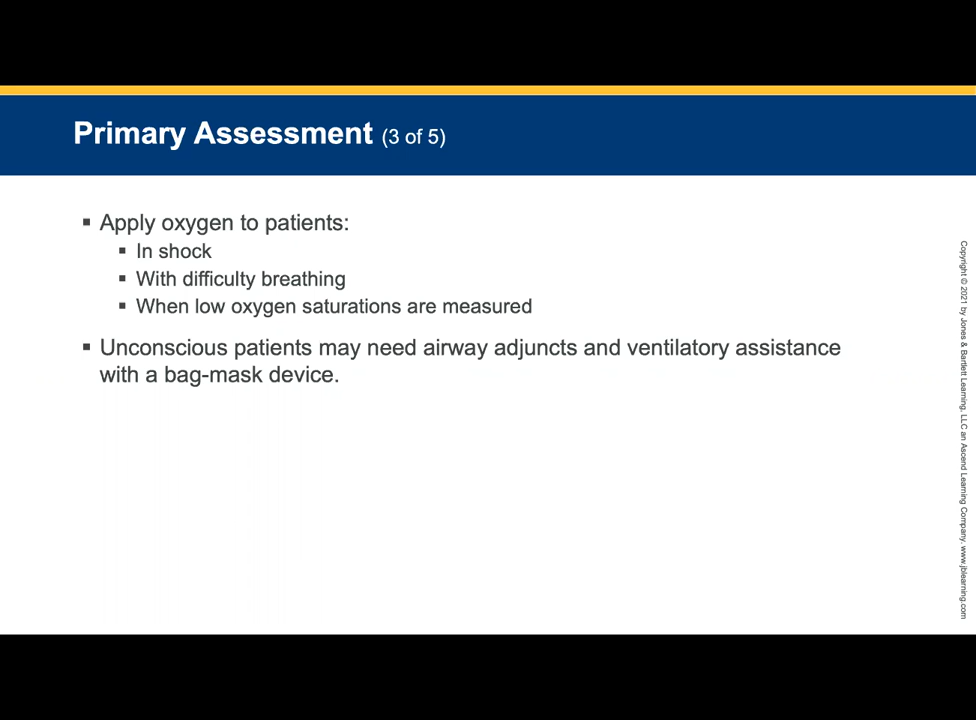 Primary Assessment (3 of 5)
▪ Apply oxygen to patients:
▪ In shock
▪ With difficulty breathing
▪ When low oxygen saturations are measured
▪ Unconscious patients may need airway adjuncts and ventilatory assistance
with a bag-mask device.
Copyright © 2021 by Jones & Bartlett Learning, LLC an Ascend Learning Company. www.jblearning.com